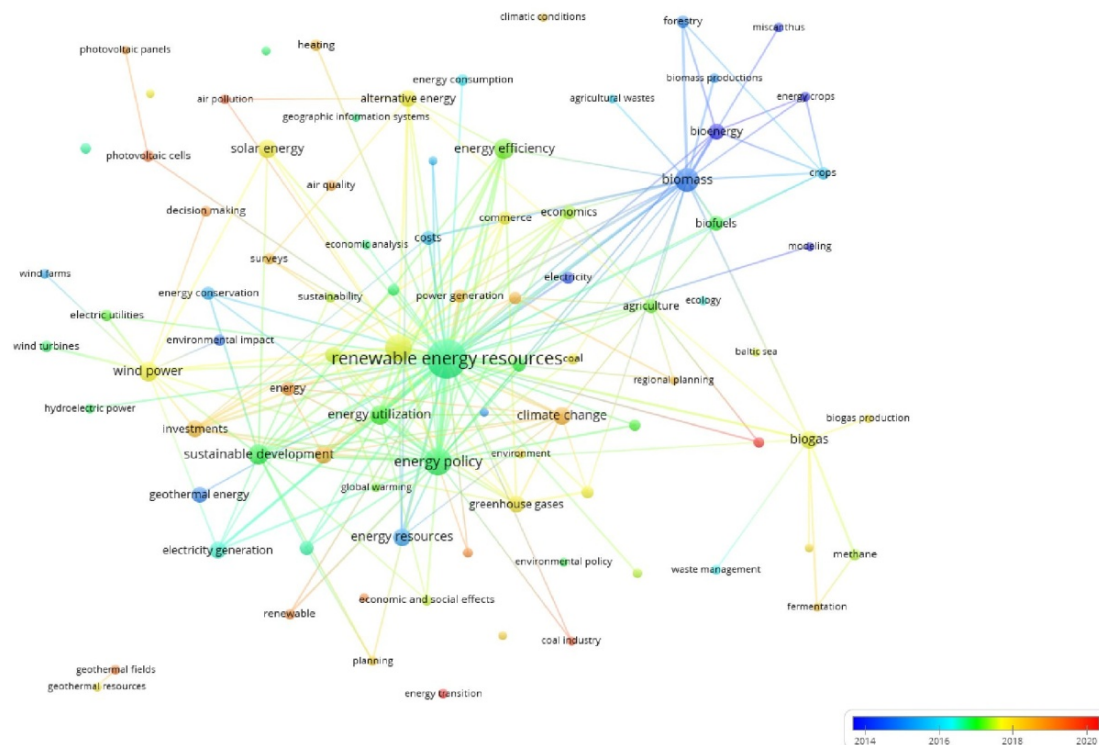 climatic conditions
forestry
miscanthus
photovoltaic panels
heating
energy consumption
biomass productions
air pollution
alternative energy
agricultural wastes
energy crops
geographic information systems
bioenergy
solar energy
energy efficiency
photovoltaic cells
biomass
crops
air quality
decision making
commerce
economics
biofuels
costs
economic analysis
modeling
surveys
wind farms
electricity
energy conservation
sustainability
power generation
agriculture
ecology
electric utilities
environmental impact
wind turbines
renewable energy resources
coal
baltic sea
wind power
regional planning
energy
hydroelectric power
energy utilization
climate change
biogas production
investments
biogas
sustainable development
energy policy
environment
global warming
geothermal energy
greenhouse gases
energy resources
electricity generation
environmental policy
waste management
methane
economic and social effects
renewable
fermentation
coal industry
planning
geothermal fields
geothermal resources
energy transition
2014 2016 2018 2020